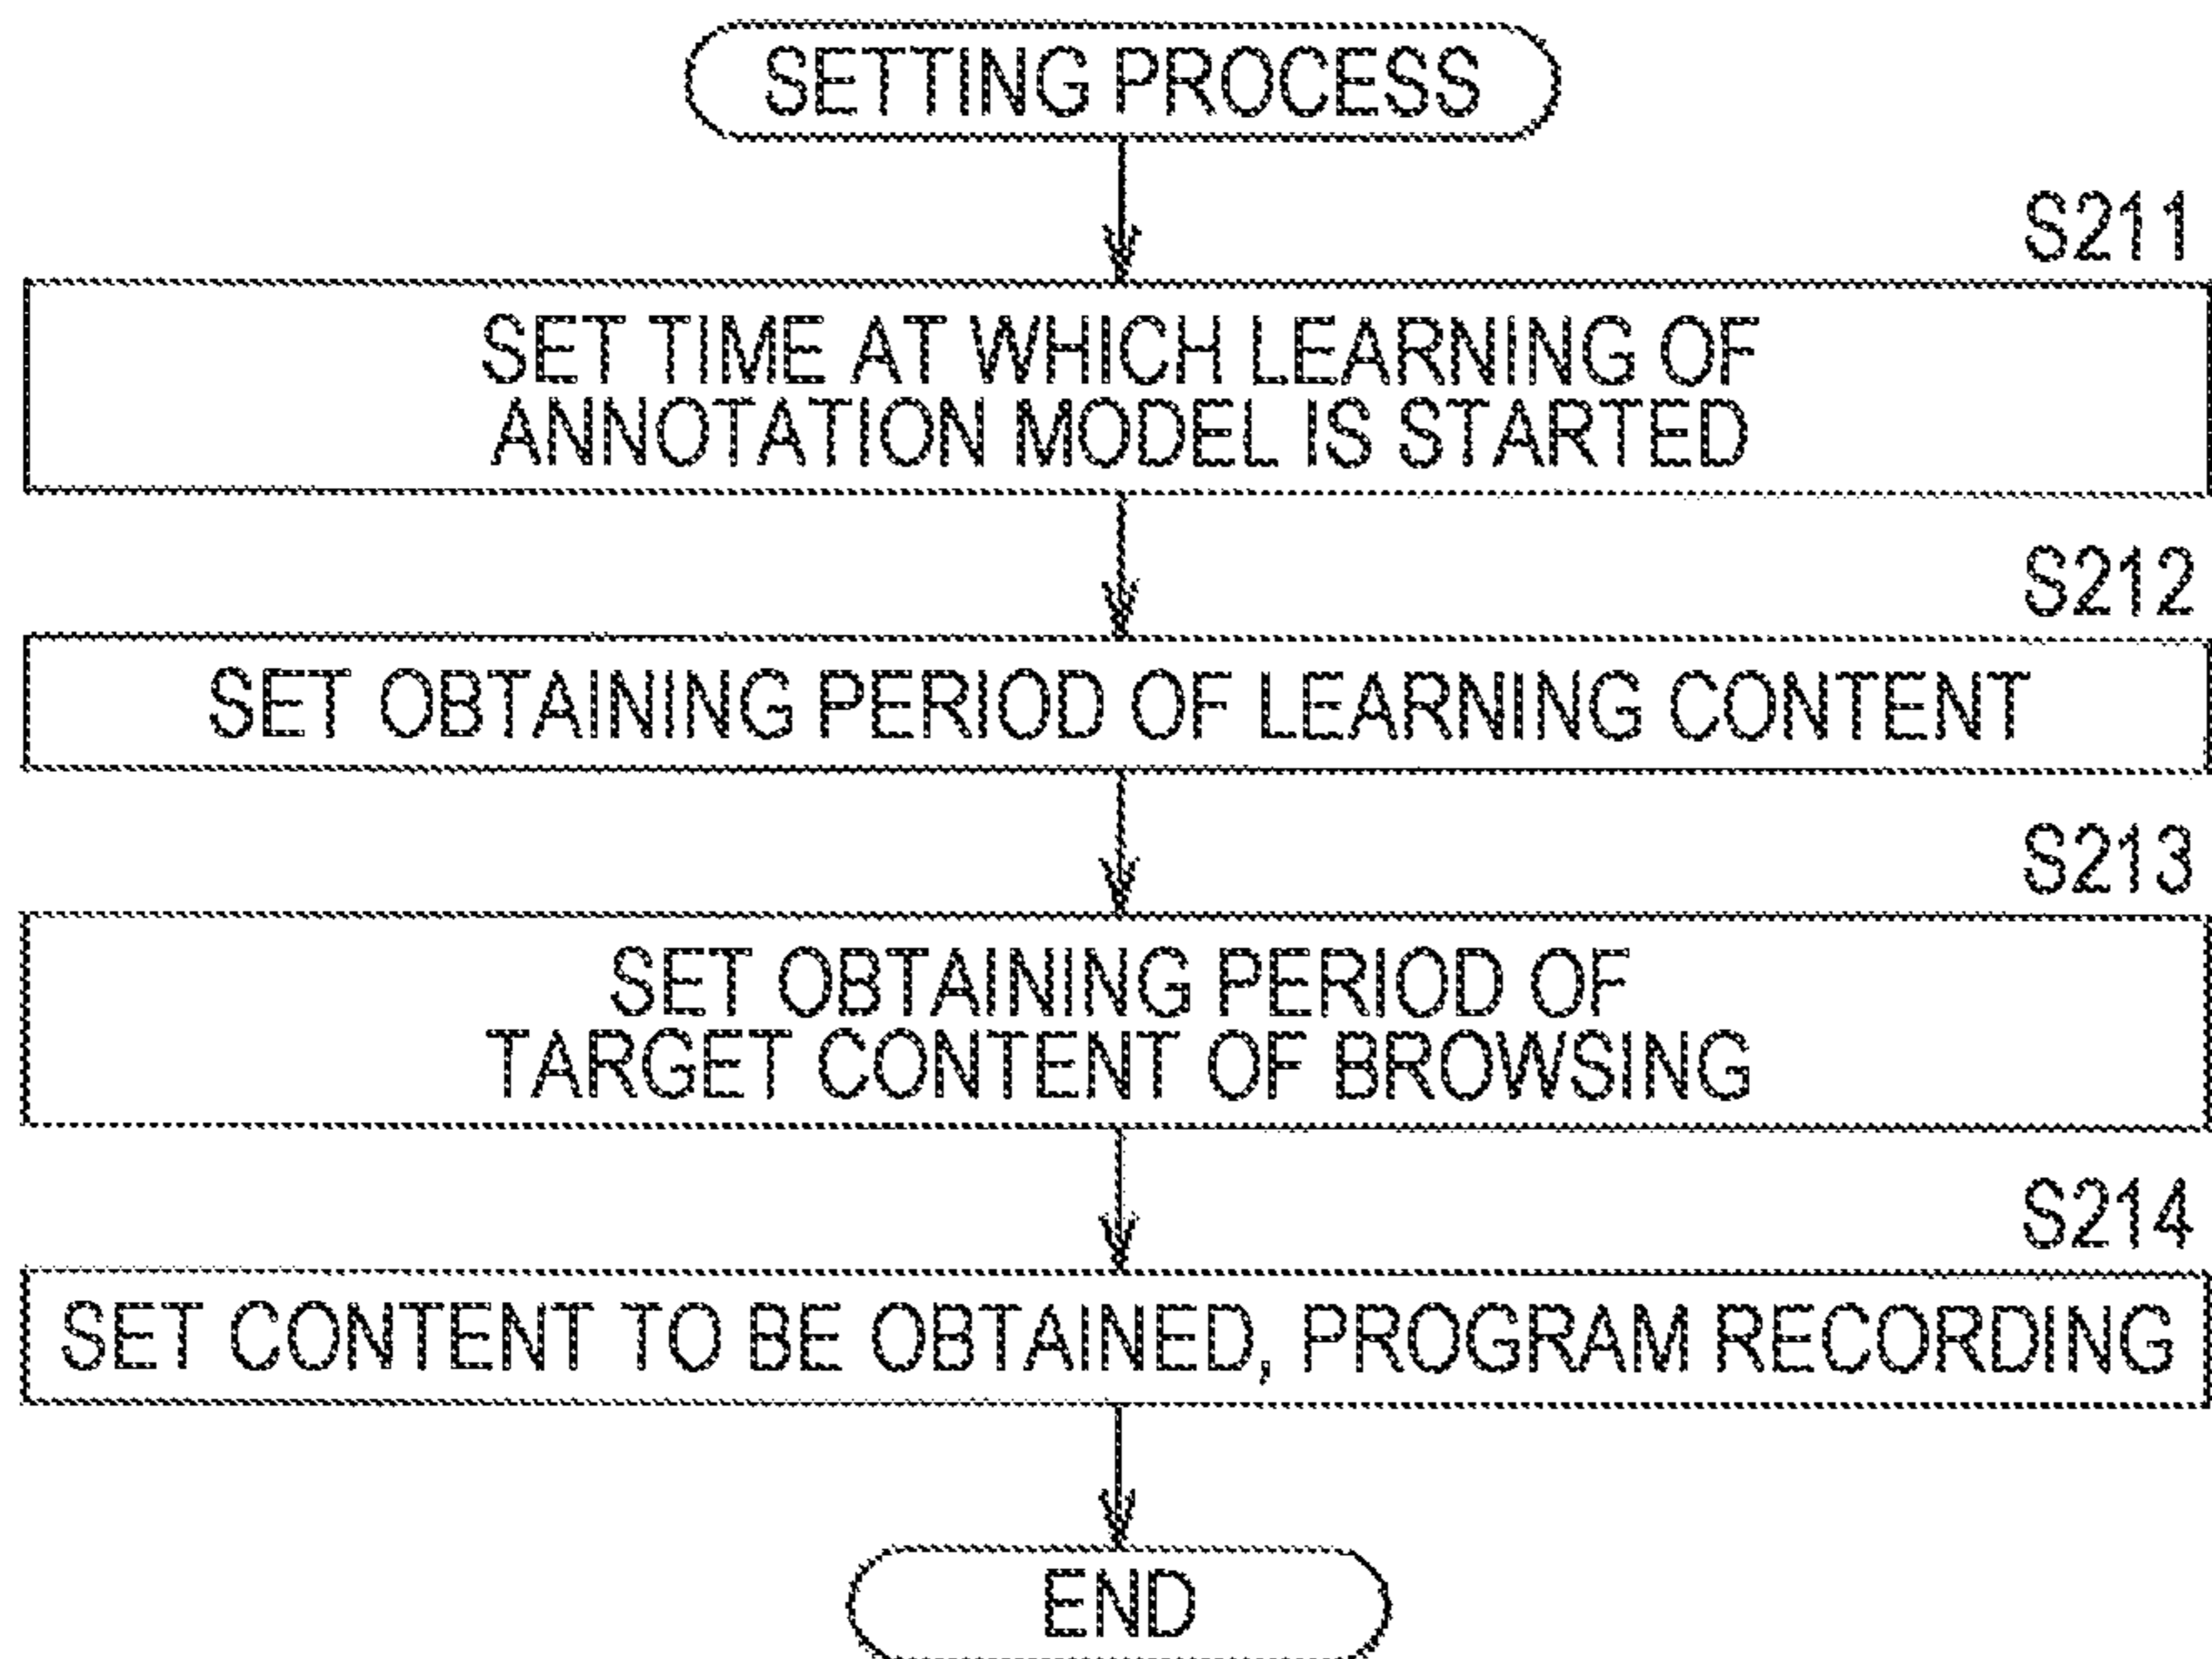 SETTING PROCESS
S211
SET TIME AT WHICH LEARNING OF
ANNOTATION MODEL IS STARTED
S212
SET OBTAINING PERIOD OF LEARNING CONTENT
S213
SET OBTAINING PERIOD OF
TARGET CONTENT OF BROWSING
S214
SET CONTENT TO BE OBTAINED, PROGRAM RECORDING
END